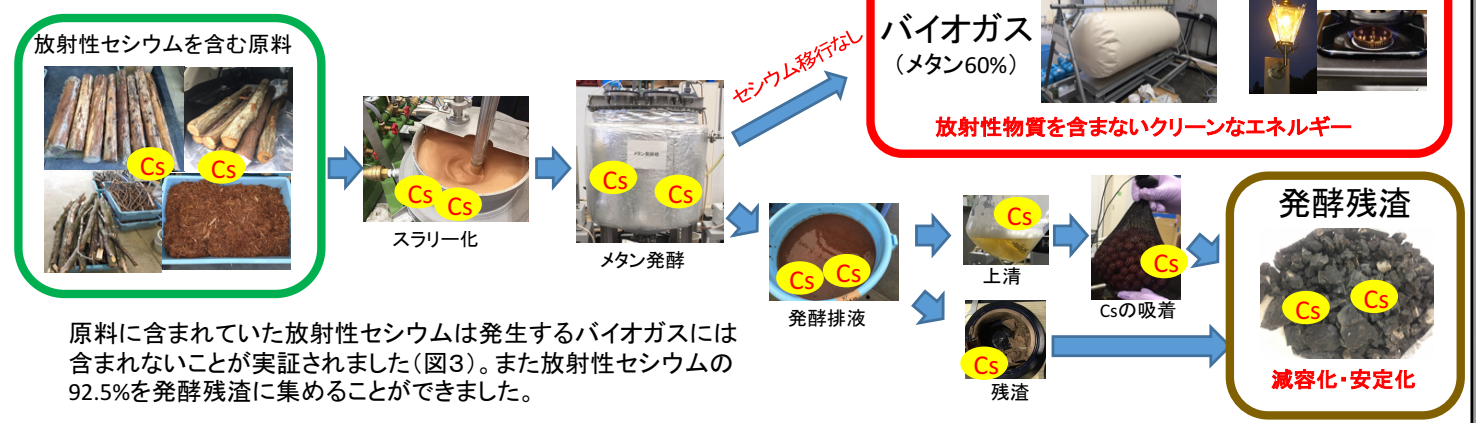 放射性セシウムを含む原料
Cs
Cs
スラリー化
Cs
Cs
メタン発酵槽
Cs
Cs
メタン発酵
セシウム移行なし
バイオガス
（メタン60%）
放射性物質を含まないクリーンなエネルギー
Cs
Cs
発酵排液
Cs
上清
Cs
Csの吸着
Cs
残渣
発酵残渣
Cs
Cs
減容化・安定化
原料に含まれていた放射性セシウムは発生するバイオガスには
含まれないことが実証されました（図３）。また放射性セシウムの
92.5%を発酵残渣に集めることができました。